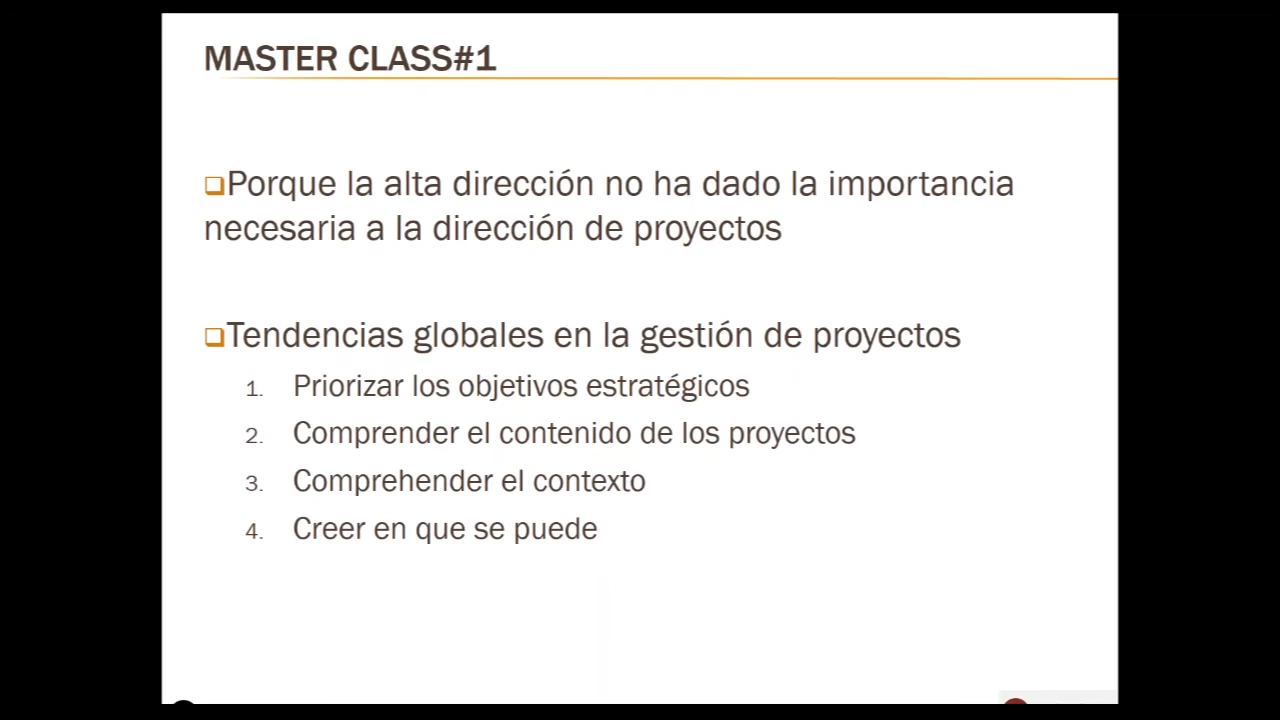 MASTER CLASS#1
Porque la alta dirección no ha dado la importancia
necesaria a la dirección de proyectos
Tendencias globales en la gestión de proyectos
1. Priorizar los objetivos estratégicos
2. Comprender el contenido de los proyectos
3. Comprehender el contexto
4. Creer en que se puede